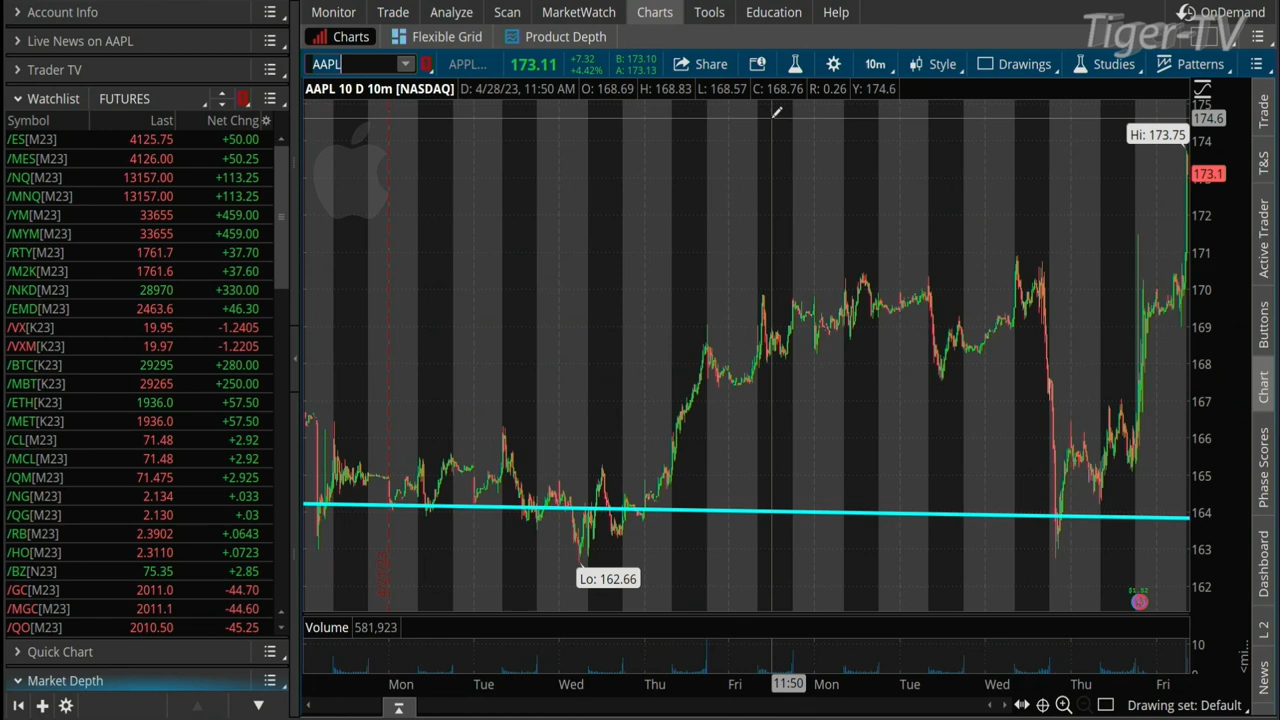 Account Info
Live News on AAPL
Trader TV
Watchlist FUTURES
Symbol Last Net Chng
/ES[M23] 4125.75 +50.00
/MES[M23] 4126.00 +50.25
/NQ[M23] 13157.00 +113.25
/MNQ[M23] 13157.00 +113.25
/YM[M23] 33655 +459.00
/MYM[M23] 33655 +459.00
/RTY[M23] 1761.7 +37.70
/M2K[M23] 1761.6 +37.60
/NKD[M23] 28970 +330.00
/EMD[M23] 2463.6 +46.30
/VX[K23] 19.95 -1.2405
/VXM[K23] 19.97 -1.2205
/BTC[K23] 29295 +280.00
/MBT[K23] 29265 +250.00
/ETH[K23] 1936.0 +57.50
/MET[K23] 1936.0 +57.50
/CL[M23] 71.48 +2.92
/MCL[M23] 71.48 +2.92
/QM[M23] 71.475 +2.925
/NG[M23] 2.134 +.033
/QG[M23] 2.130 +.03
/RB[M23] 2.3902 +.0643
/HO[M23] 2.3110 +.0723
/BZ[N23] 75.35 +2.85
/GC[M23] 2011.0 -44.70
/MGC[M23] 2011.1 -44.60
/QO[M23] 2010.50 -45.25
Quick Chart
Market Depth
Monitor Trade Analyze Scan MarketWatch Charts Tools Education Help
OnDemand
Tiger-TV
Charts Flexible Grid Product Depth
AAPL APPL... 173.11 +7.32 +4.42% B: 173.10 A: 173.13 Share 10m Style Drawings Studies Patterns
AAPL 10 D 10m [NASDAQ] D: 4/28/23, 11:50 AM O: 168.69 H: 168.83 L: 168.57 C: 168.76 R: 0.26 Y: 174.6
175
174.6
Hi: 173.75
174
173.1
172
171
170
169
168
167
166
165
164
163
Lo: 162.66
162
Volume 581,923
10
Mon Tue Wed Thu Fri 11:50 Mon Tue Wed Thu Fri
Drawing set: Default
Trade
T&S
Active Trader
Buttons
Chart
Phase Scores
Dashboard
L 2
News